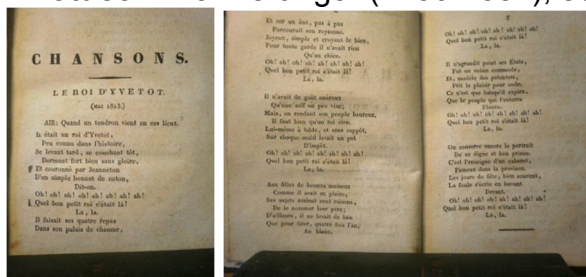 CHANSONS.
LE ROI D'YVETOT.
(MAI 1813.)
AIR: Quand un tendron vient en ces lieux.
Il était un roi d'Yvetot,
Peu connu dans l'histoire,
Se levant tard, se couchant tôt,
Dormant fort bien sans gloire,
Et couronné par Jeanneton
D'un simple bonnet de coton,
Dit-on.
Oh! oh! oh! oh! ah! ah! ah! ah!
Quel bon petit roi c'était là!
La, la.
Il faisait ses quatre repas
Dans son palais de chaume,
Et sur un âne, pas à pas
Parcourait son royaume.
Joyeux, simple et croyant le bien,
Pour toute garde il n'avait rien
Qu'un chien.
Oh! oh! oh! oh! ah! ah! ah! ah!
Quel bon petit roi c'était là!
La, la.
Il n'avait de goût onéreux
Qu'une soif un peu vive;
Mais, en rendant son peuple heureux,
Il faut bien qu'un roi vive.
Lui-même à table, et sans suppôt,
Sur chaque muid levait un pot
D'impôt.
Oh! oh! oh! oh! ah! ah! ah! ah!
Quel bon petit roi c'était là!
La, la.
Aux filles de bonnes maisons
Comme il avait su plaire,
Ses sujets avaient cent raisons
De le nommer leur père;
D'ailleurs, il ne levait de ban
Que pour tirer, quatre fois l'an,
Au blanc.
Oh! oh! oh! oh! ah! ah! ah! ah!
Quel bon petit roi c'était là!
La, la.
Il n'agrandit point ses États,
Fut un voisin commode,
Et, modèle des potentats,
Prit le plaisir pour code.
Ce n'est que lorsqu'il expira,
Que le peuple qui l'enterra
Pleura.
Oh! oh! oh! oh! ah! ah! ah! ah!
Quel bon petit roi c'était là!
La, la.
On conserve encore le portrait
De ce digne et bon prince.
C'est l'enseigne d'un cabaret,
Fameux dans la province.
Les jours de fête, bien souvent,
La foule s'écrie en buvant
Devant:
Oh! oh! oh! oh! ah! ah! ah! ah!
Quel bon petit roi c'était là!
La, la.